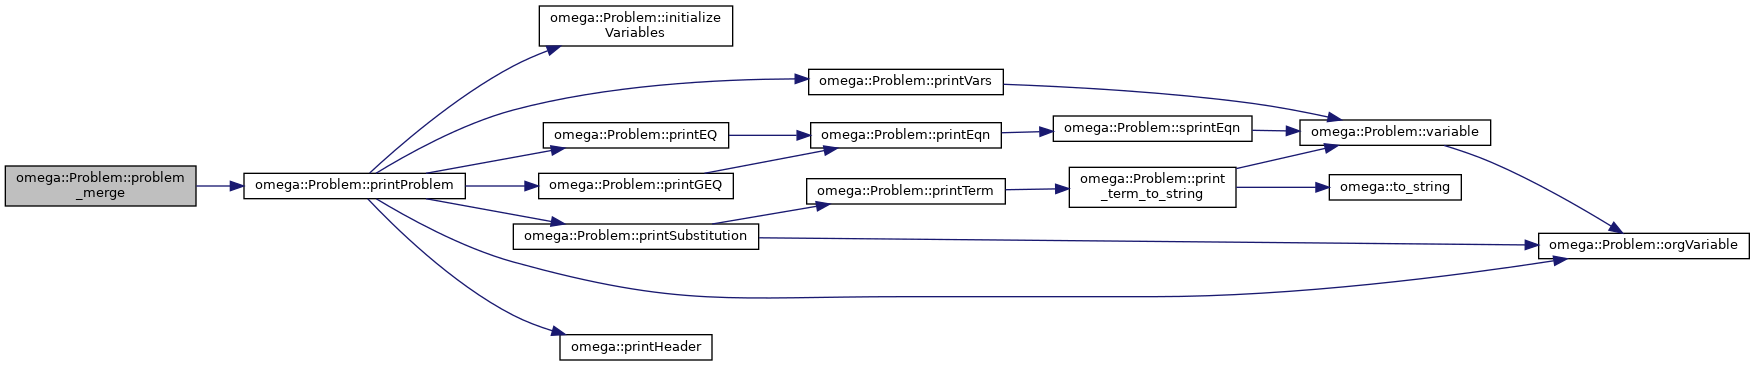 omega::Problem::problem
_merge
omega::Problem::printProblem
omega::Problem::initialize
Variables
omega::Problem::printVars
omega::Problem::printEQ
omega::Problem::printEqn
omega::Problem::sprintEqn
omega::Problem::variable
omega::Problem::printGEQ
omega::Problem::printTerm
omega::Problem::print
_term_to_string
omega::to_string
omega::Problem::printSubstitution
omega::Problem::orgVariable
omega::printHeader